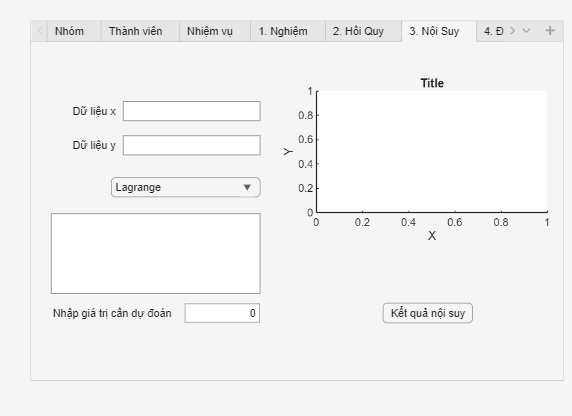 Nhóm Thành viên Nhiệm vụ 1. Nghiệm 2. Hồi Quy 3. Nội Suy 4. Đ
Title
Dữ liệu x
Dữ liệu y
Lagrange
Nhập giá trị cần dự đoán 0
1
0.8
0.6
0.4
0.2
0
Y
0 0.2 0.4 0.6 0.8 1
X
Kết quả nội suy